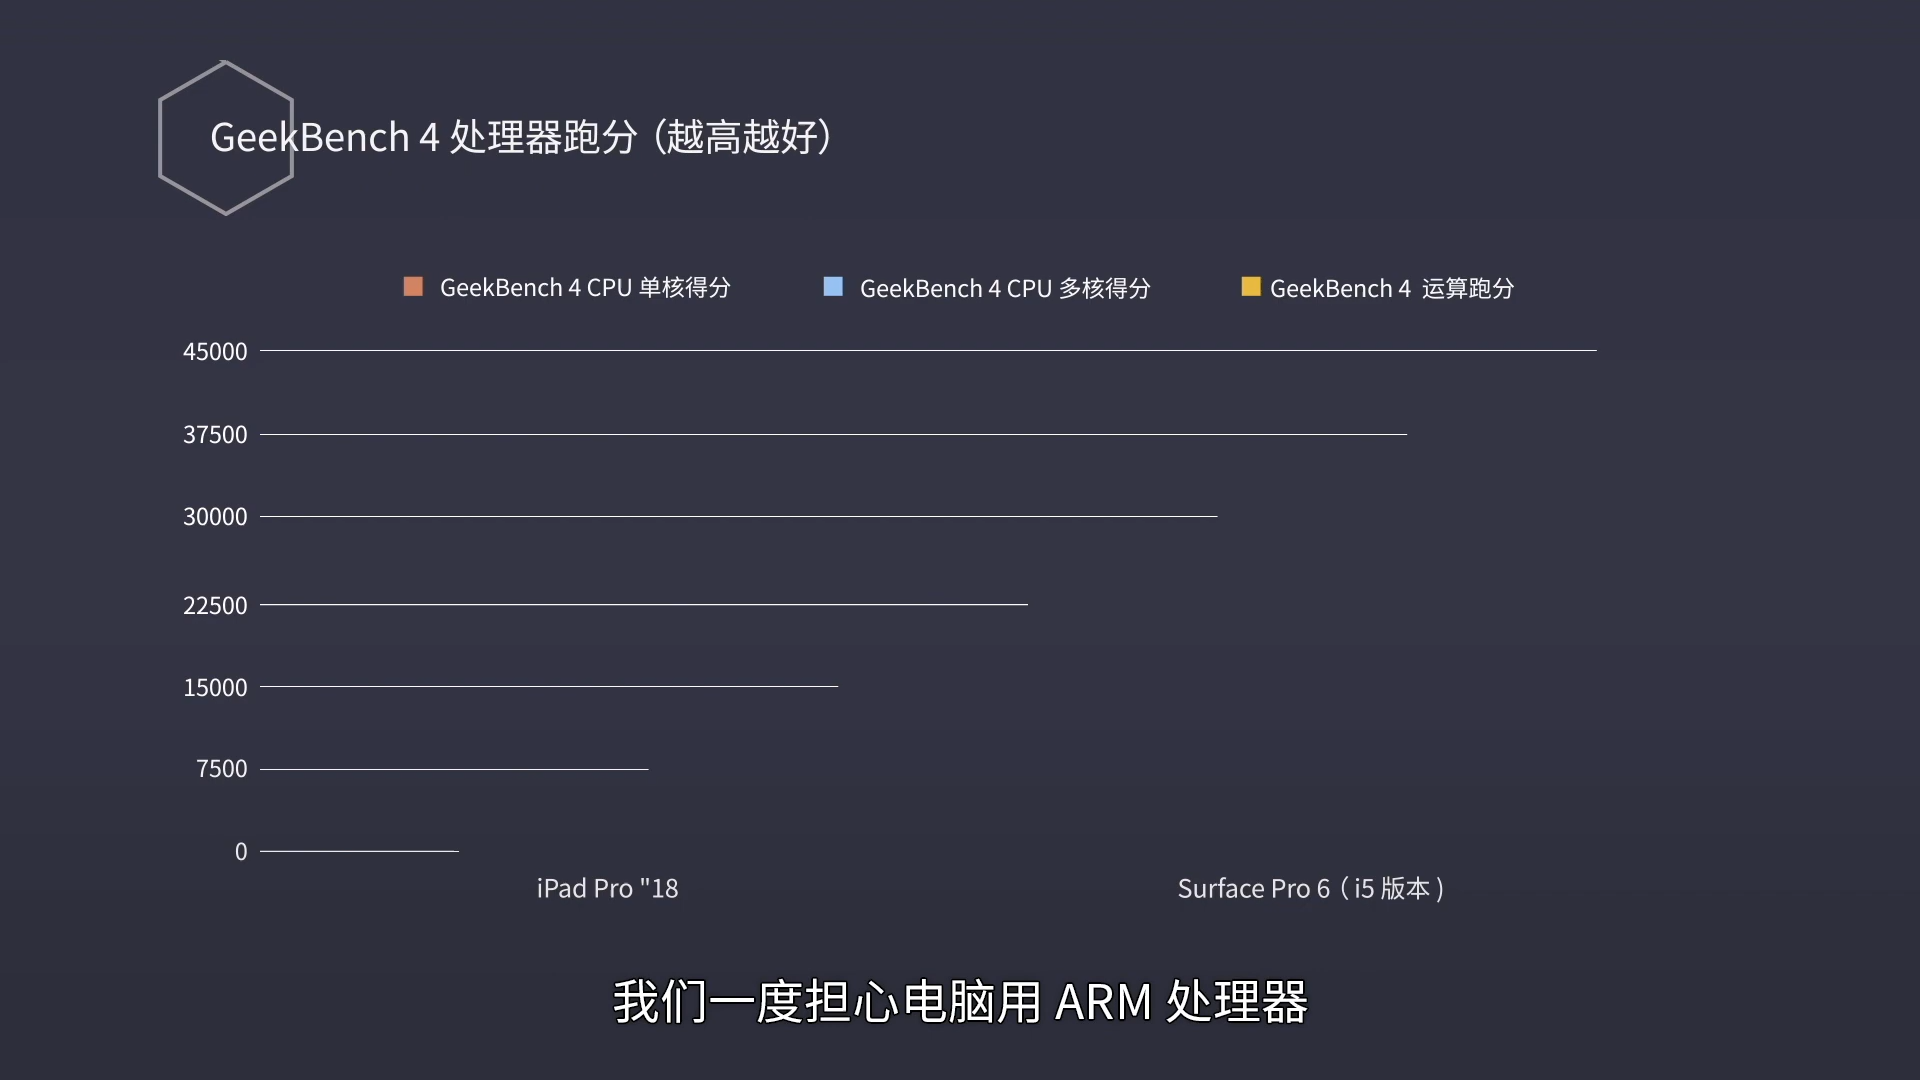 GeekBench 4 处理器跑分（越高越好）
GeekBench 4 CPU 单核得分
GeekBench 4 CPU 多核得分
GeekBench 4 运算跑分
45000
37500
30000
22500
15000
7500
0
iPad Pro "18
Surface Pro 6（ i5 版本 )
我们一度担心电脑用 ARM 处理器